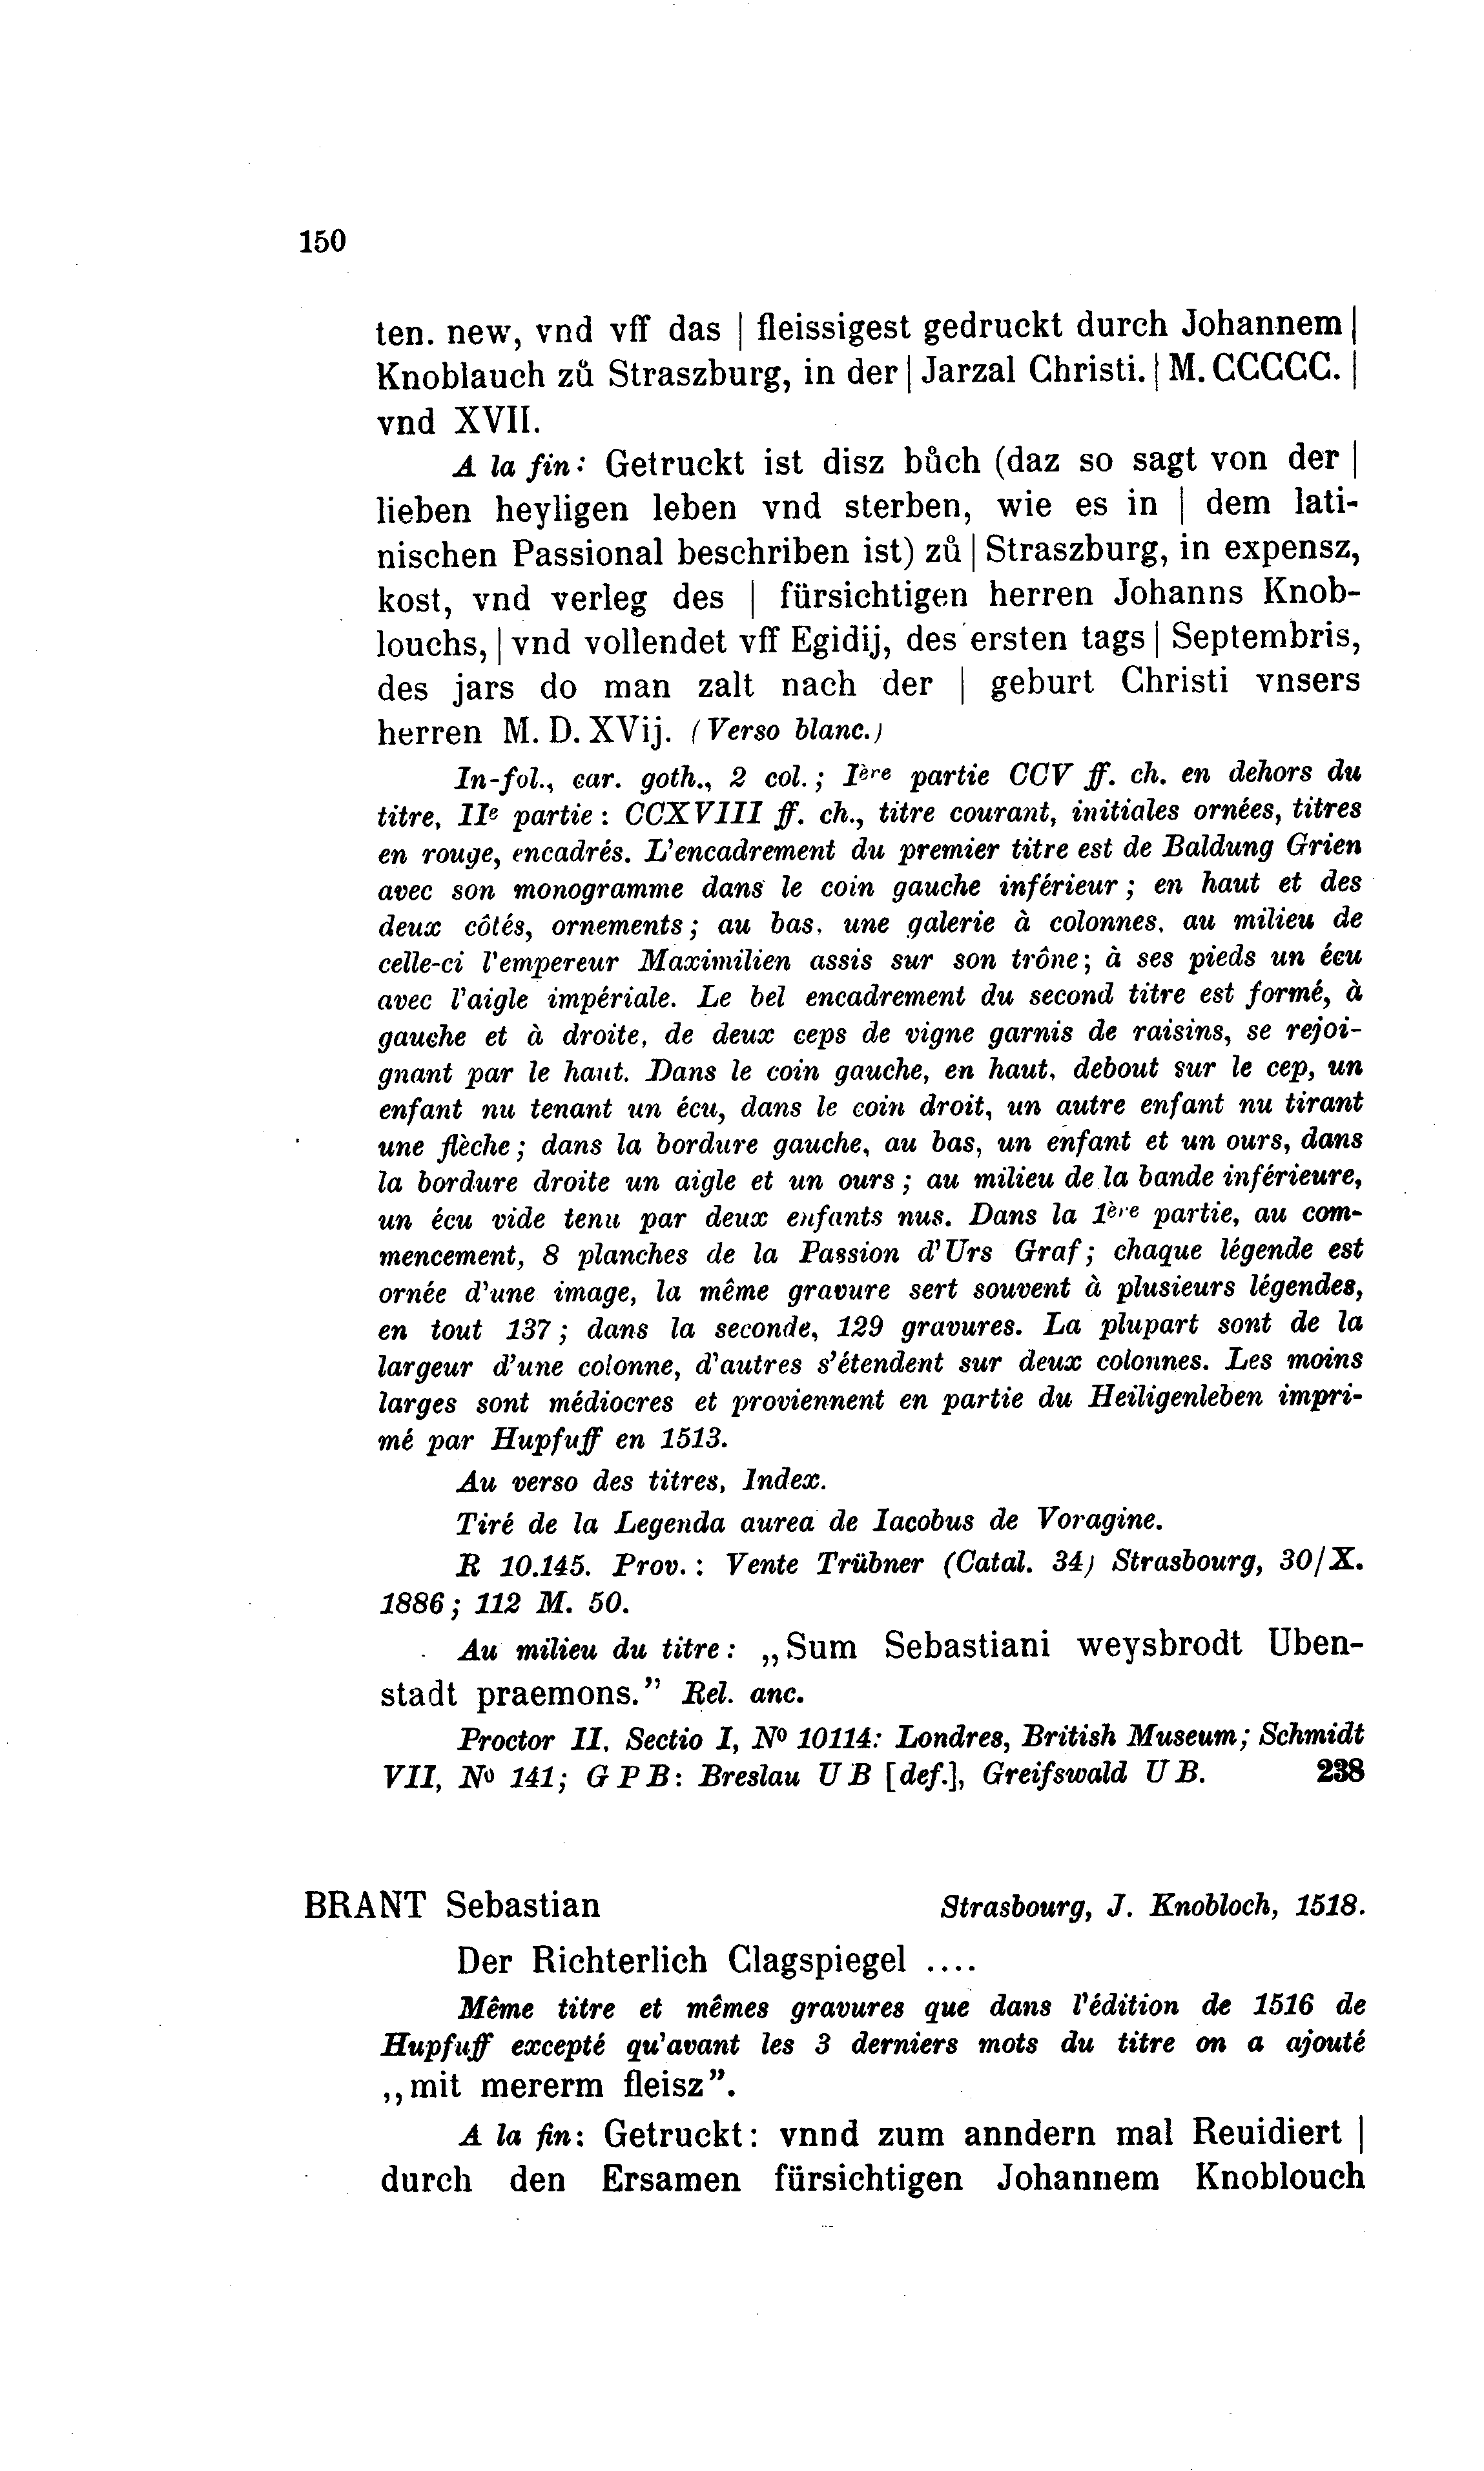 150
ten. new, vnd vff das | fleissigest gedruckt durch Johannem |
Knoblauch zů Straszburg, in der | Jarzal Christi. | M. CCCCC. |
vnd XVII.
A la fin: Getruckt ist disz bůch (daz so sagt von der |
lieben heyligen leben vnd sterben, wie es in | dem lati-
nischen Passional beschriben ist) zů | Straszburg, in expensz,
kost, vnd verleg des | fürsichtigen herren Johanns Knob-
louchs, | vnd vollendet vff Egidij, des ersten tags | Septembris,
des jars do man zalt nach der | geburt Christi vnsers
herren M. D. XVij. (Verso blanc.)
In-fol., car. goth., 2 col.; Ière partie CCV ff. ch. en dehors du
titre, IIe partie: CCXVIII ff. ch., titre courant, initiales ornées, titres
en rouge, encadrés. L'encadrement du premier titre est de Baldung Grien
avec son monogramme dans le coin gauche inférieur; en haut et des
deux côtés, ornements; au bas, une galerie à colonnes, au milieu de
celle-ci l'empereur Maximilien assis sur son trône; à ses pieds un écu
avec l'aigle impériale. Le bel encadrement du second titre est formé, à
gauche et à droite, de deux ceps de vigne garnis de raisins, se rejoi-
gnant par le haut. Dans le coin gauche, en haut, debout sur le cep, un
enfant nu tenant un écu, dans le coin droit, un autre enfant nu tirant
une flèche; dans la bordure gauche, au bas, un enfant et un ours, dans
la bordure droite un aigle et un ours; au milieu de la bande inférieure,
un écu vide tenu par deux enfants nus. Dans la 1ère partie, au com-
mencement, 8 planches de la Passion d'Urs Graf; chaque légende est
ornée d'une image, la même gravure sert souvent à plusieurs légendes,
en tout 137; dans la seconde, 129 gravures. La plupart sont de la
largeur d'une colonne, d'autres s'étendent sur deux colonnes. Les moins
larges sont médiocres et proviennent en partie du Heiligenleben impri-
mé par Hupfuff en 1513.
Au verso des titres, Index.
Tiré de la Legenda aurea de Iacobus de Voragine.
R 10.145. Prov.: Vente Trübner (Catal. 34) Strasbourg, 30/X.
1886; 112 M. 50.
Au milieu du titre: „Sum Sebastiani weysbrodt Uben-
stadt praemons.” Rel. anc.
Proctor II, Sectio I, No 10114: Londres, British Museum; Schmidt
VII, No 141; G P B: Breslau U B [def.], Greifswald U B. 238
BRANT Sebastian Strasbourg, J. Knobloch, 1518.
Der Richterlich Clagspiegel ....
Même titre et mêmes gravures que dans l'édition de 1516 de
Hupfuff excepté qu'avant les 3 derniers mots du titre on a ajouté
„mit mererm fleisz”.
A la fin: Getruckt: vnnd zum anndern mal Reuidiert |
durch den Ersamen fürsichtigen Johannem Knoblouch